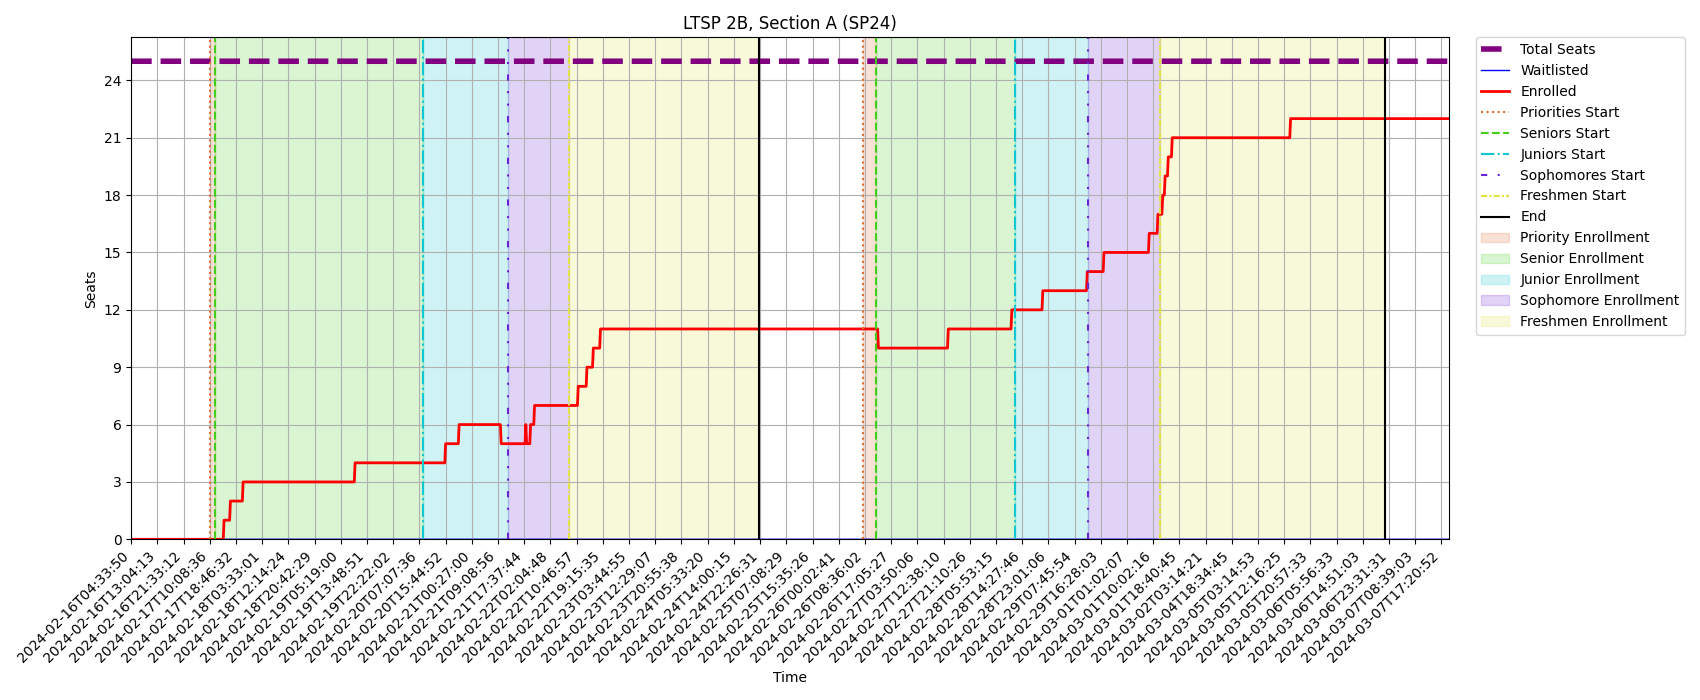 LTSP 2B, Section A (SP24)
Total Seats
Waitlisted
Enrolled
Priorities Start
Seniors Start
Juniors Start
Sophomores Start
Freshmen Start
End
Priority Enrollment
Senior Enrollment
Junior Enrollment
Sophomore Enrollment
Freshmen Enrollment
Seats
24
21
18
15
12
9
6
3
0
2024-02-16T04:33:50
2024-02-16T13:04:13
2024-02-16T21:33:12
2024-02-17T10:08:36
2024-02-17T18:46:32
2024-02-18T03:33:01
2024-02-18T12:14:24
2024-02-18T20:42:29
2024-02-19T05:19:00
2024-02-19T13:48:51
2024-02-19T22:22:02
2024-02-20T07:07:36
2024-02-20T15:44:52
2024-02-21T00:27:00
2024-02-21T09:08:56
2024-02-21T17:37:44
2024-02-22T02:04:48
2024-02-22T10:46:57
2024-02-22T19:15:35
2024-02-23T03:44:55
2024-02-23T12:29:07
2024-02-23T20:55:38
2024-02-24T05:33:20
2024-02-24T14:00:15
2024-02-24T22:26:31
2024-02-25T07:08:29
2024-02-25T15:35:26
2024-02-26T00:02:41
2024-02-26T08:36:02
2024-02-26T17:05:27
2024-02-27T03:50:06
2024-02-27T12:38:10
2024-02-27T21:10:26
2024-02-28T05:53:15
2024-02-28T14:27:46
2024-02-28T23:01:06
2024-02-29T07:45:54
2024-02-29T16:28:03
2024-03-01T01:02:07
2024-03-01T10:02:16
2024-03-01T18:40:45
2024-03-02T03:14:21
2024-03-04T18:34:45
2024-03-05T03:14:53
2024-03-05T12:16:25
2024-03-05T20:57:33
2024-03-06T05:56:33
2024-03-06T14:51:03
2024-03-06T23:31:31
2024-03-07T08:39:03
2024-03-07T17:20:52
Time